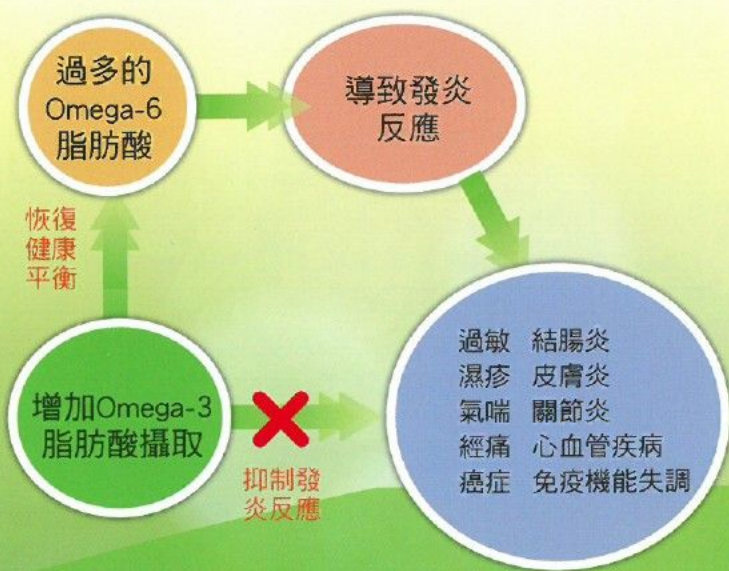 過多的
Omega-6
脂肪酸
導致發炎
反應
恢復
健康
平衡
增加Omega-3
脂肪酸攝取
抑制發
炎反應
過敏 結腸炎
濕疹 皮膚炎
氣喘 關節炎
經痛 心血管疾病
癌症 免疫機能失調